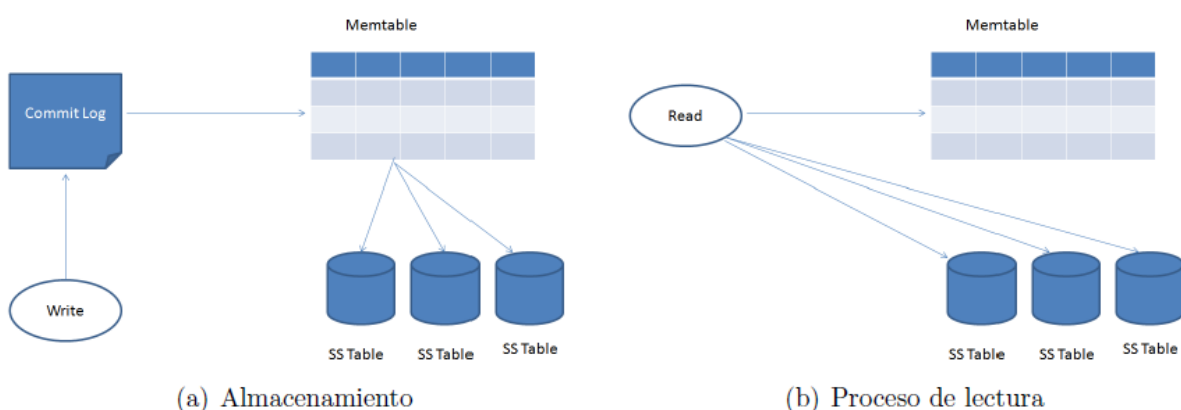 Memtable
Commit Log
Write
SS Table
SS Table
SS Table
(a) Almacenamiento
Memtable
Read
SS Table
SS Table
SS Table
(b) Proceso de lectura